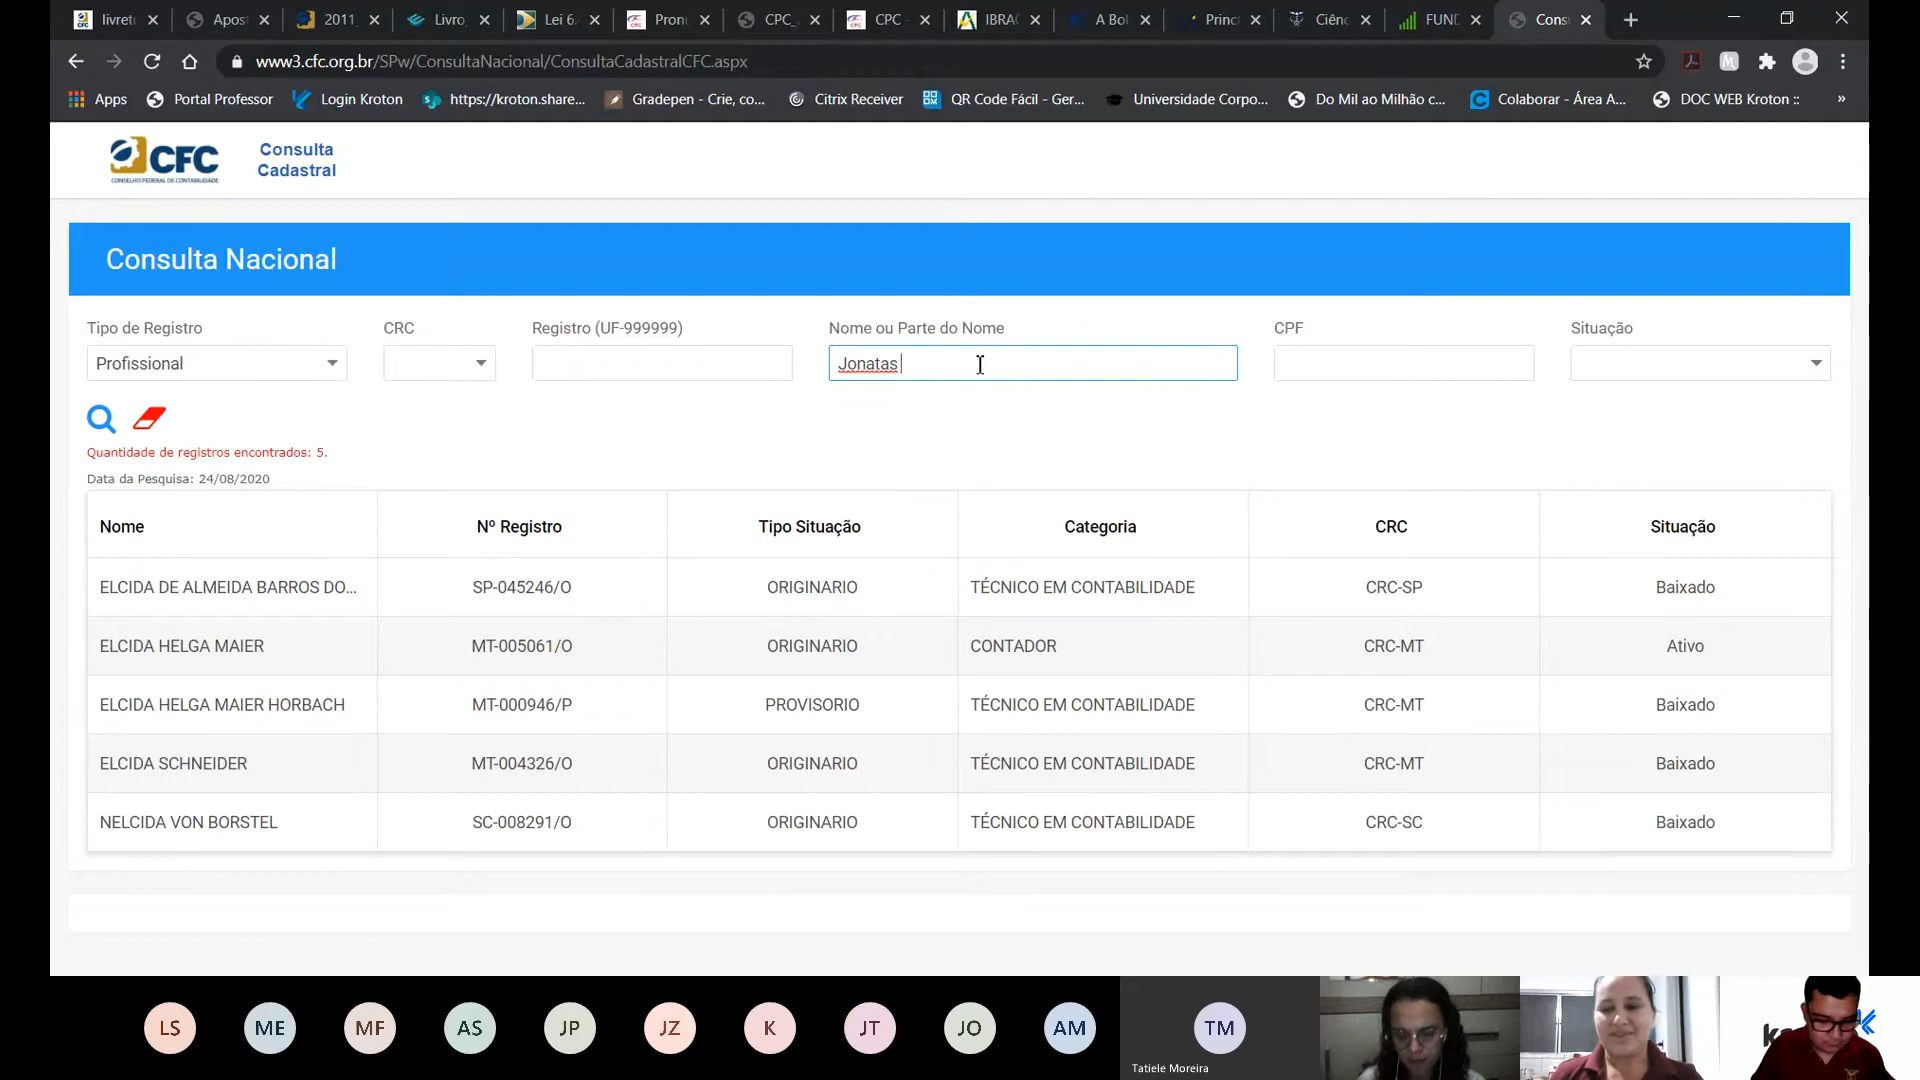 livret
Apos
2011_
Livro_
Lei 6.
Pron
CPC_
CPC -
IBRA
A Bol
Princ
Ciên
FUND
Cons
www3.cfc.org.br/SPw/ConsultaNacional/ConsultaCadastralCFC.aspx
Apps
Portal Professor
Login Kroton
https://kroton.share...
Gradepen - Crie, co...
Citrix Receiver
QR Code Fácil - Ger...
Universidade Corpo...
Do Mil ao Milhão c...
Colaborar - Área A...
DOC WEB Kroton ::
»
CFC
CONSELHO FEDERAL DE CONTABILIDADE
Consulta
Cadastral
Consulta Nacional
Tipo de Registro
CRC
Registro (UF-999999)
Nome ou Parte do Nome
CPF
Situação
Profissional
Jonatas
Quantidade de registros encontrados: 5.
Data da Pesquisa: 24/08/2020
Nome Nº Registro Tipo Situação Categoria CRC Situação
ELCIDA DE ALMEIDA BARROS DO... SP-045246/O ORIGINARIO TÉCNICO EM CONTABILIDADE CRC-SP Baixado
ELCIDA HELGA MAIER MT-005061/O ORIGINARIO CONTADOR CRC-MT Ativo
ELCIDA HELGA MAIER HORBACH MT-000946/P PROVISORIO TÉCNICO EM CONTABILIDADE CRC-MT Baixado
ELCIDA SCHNEIDER MT-004326/O ORIGINARIO TÉCNICO EM CONTABILIDADE CRC-MT Baixado
NELCIDA VON BORSTEL SC-008291/O ORIGINARIO TÉCNICO EM CONTABILIDADE CRC-SC Baixado
LS
ME
MF
AS
JP
JZ
K
JT
JO
AM
TM
Tatiele Moreira